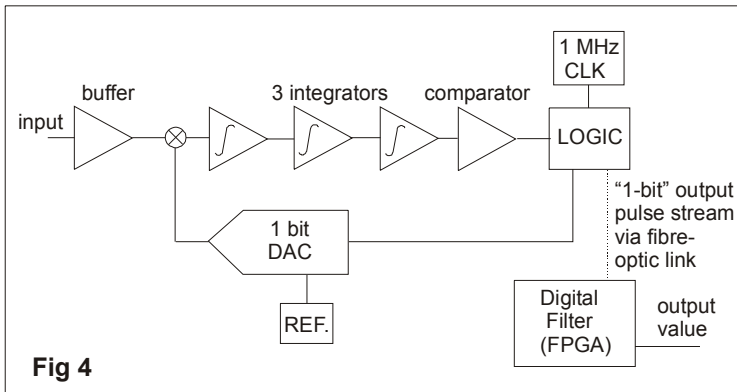 1 MHz
CLK
buffer
3 integrators
comparator
input
LOGIC
“1-bit” output
pulse stream
via fibre-
optic link
1 bit
DAC
REF.
Digital
Filter
(FPGA)
output
value
Fig 4